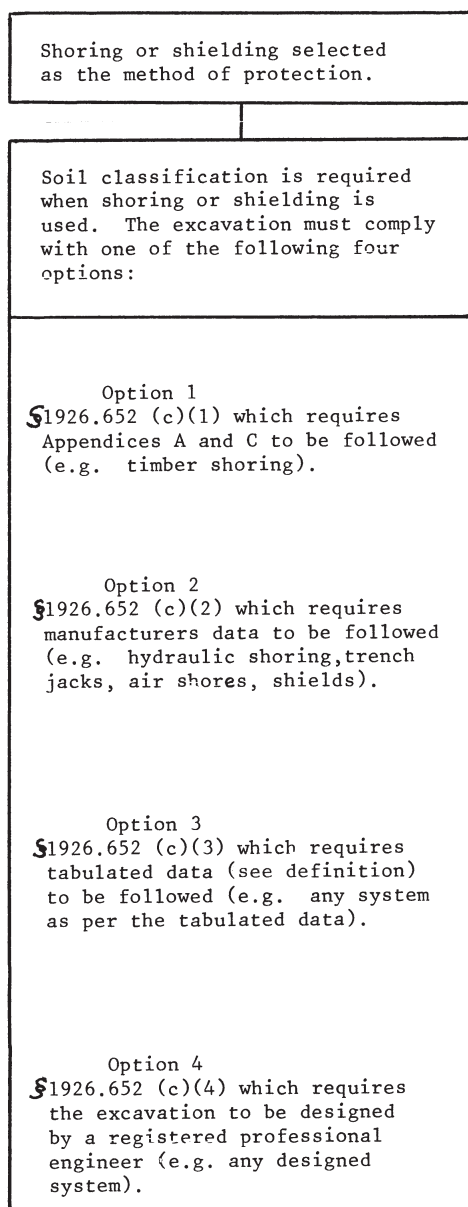 Shoring or shielding selected
as the method of protection.
Soil classification is required
when shoring or shielding is
used. The excavation must comply
with one of the following four
options:
Option 1
§1926.652 (c)(1) which requires
Appendices A and C to be followed
(e.g. timber shoring).
Option 2
§1926.652 (c)(2) which requires
manufacturers data to be followed
(e.g. hydraulic shoring,trench
jacks, air shores, shields).
Option 3
§1926.652 (c)(3) which requires
tabulated data (see definition)
to be followed (e.g. any system
as per the tabulated data).
Option 4
§1926.652 (c)(4) which requires
the excavation to be designed
by a registered professional
engineer (e.g. any designed
system).